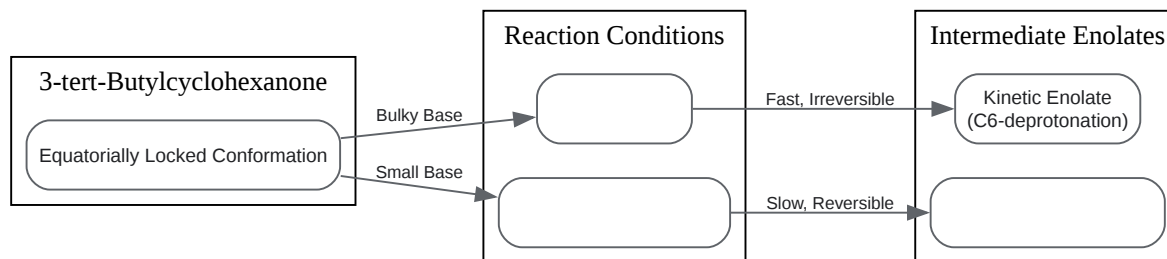 3-tert-Butylcyclohexanone
Equatorially Locked Conformation
Bulky Base
Small Base
Reaction Conditions
Fast, Irreversible
Slow, Reversible
Intermediate Enolates
Kinetic Enolate
(C6-deprotonation)